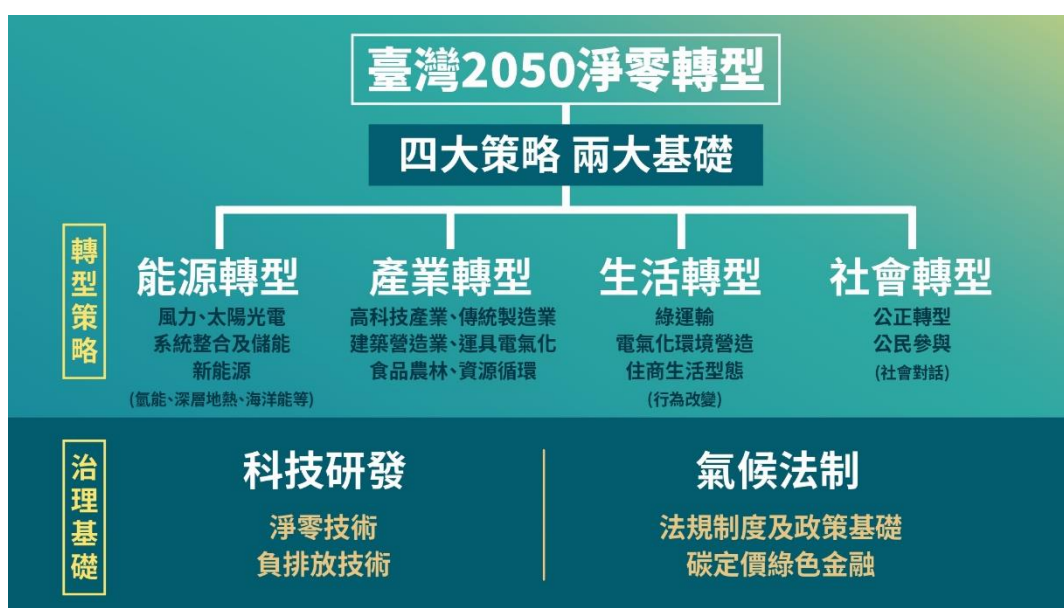 臺灣2050淨零轉型
四大策略 兩大基礎
轉型策略
能源轉型
風力、太陽光電
系統整合及儲能
新能源
(氫能、深層地熱、海洋能等)
產業轉型
高科技產業、傳統製造業
建築營造業、運具電氣化
食品農林、資源循環
生活轉型
綠運輸
電氣化環境營造
住商生活型態
(行為改變)
社會轉型
公正轉型
公民參與
(社會對話)
治理基礎
科技研發
淨零技術
負排放技術
氣候法制
法規制度及政策基礎
碳定價綠色金融